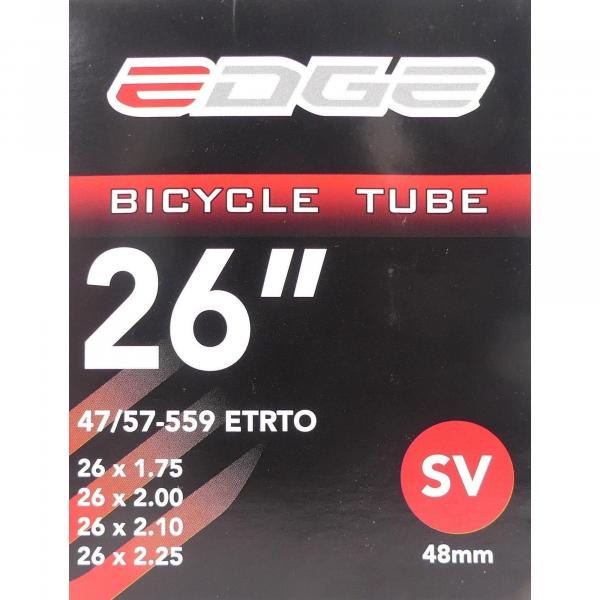 EDGE
BICYCLE TUBE
26"
47/57-559 ETRTO
26 x 1.75
26 x 2.00
26 x 2.10
26 x 2.25
SV
48mm